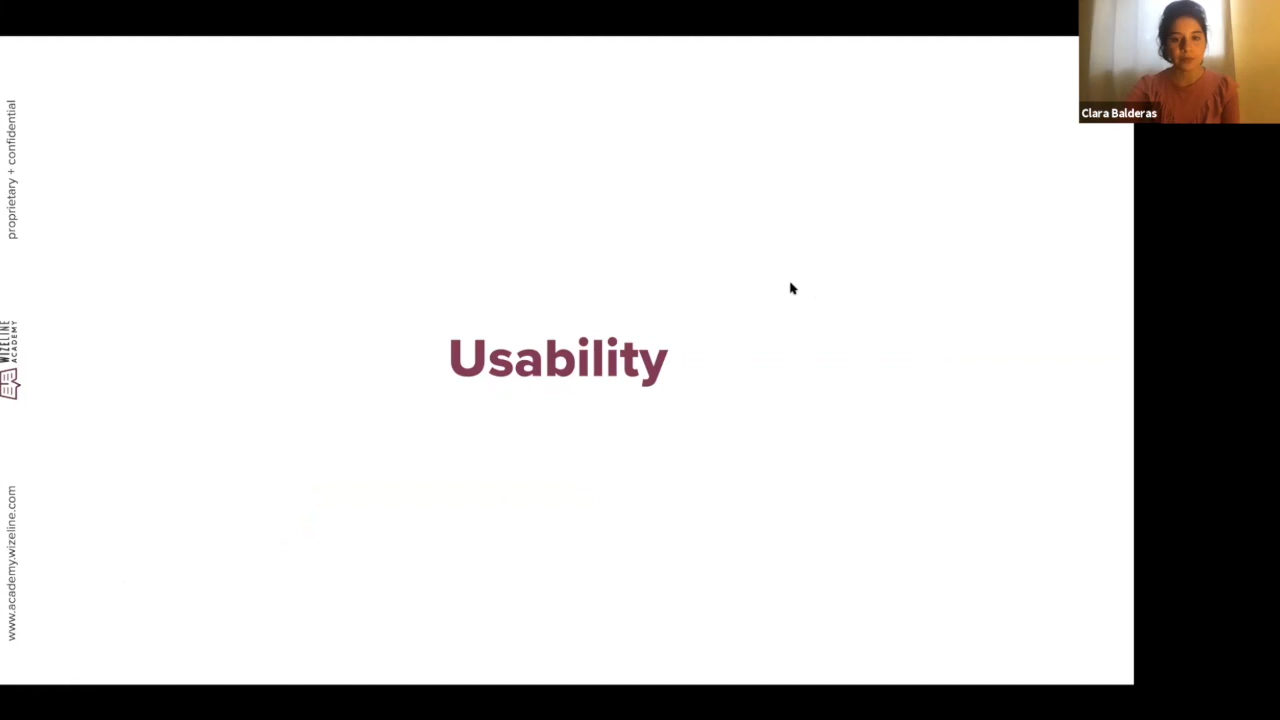 proprietary + confidential
WIZELINE
ACADEMY
www.academy.wizeline.com
Usability
Clara Balderas